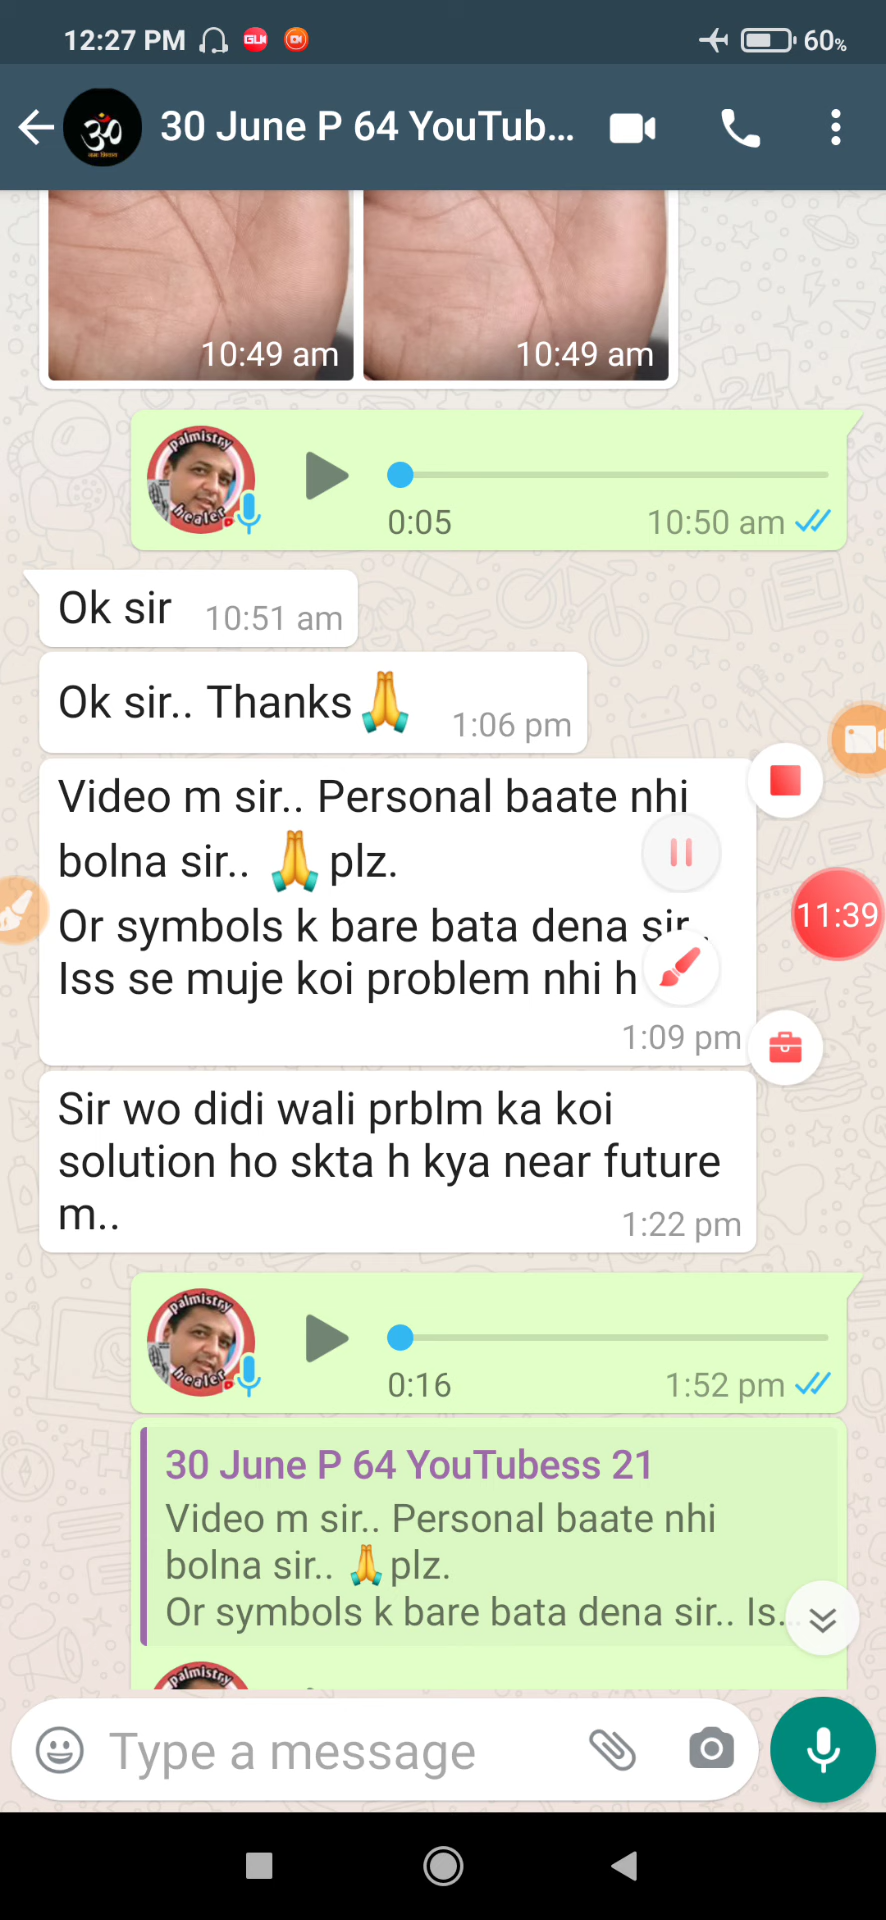 12:27 PM
60%
30 June P 64 YouTub...
10:49 am
10:49 am
palmistry
healer
0:05
10:50 am
Ok sir
10:51 am
Ok sir.. Thanks🙏
1:06 pm
Video m sir.. Personal baate nhi
bolna sir.. 🙏 plz.
Or symbols k bare bata dena sir..
Iss se muje koi problem nhi h
1:09 pm
11:39
Sir wo didi wali prblm ka koi
solution ho skta h kya near future
m..
1:22 pm
palmistry
healer
0:16
1:52 pm
30 June P 64 YouTubess 21
Video m sir.. Personal baate nhi
bolna sir.. 🙏plz.
Or symbols k bare bata dena sir.. Is...
palmistry
Type a message